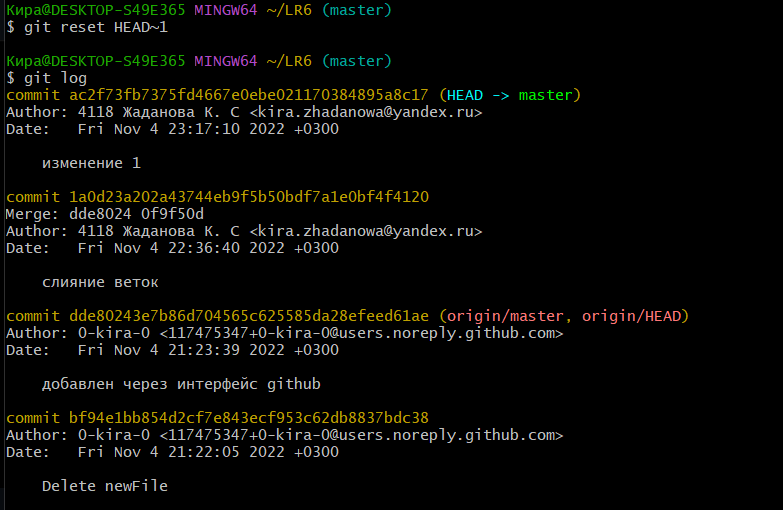 Кира@DESKTOP-S49E365 MINGW64 ~/LR6 (master)
$ git reset HEAD~1
Кира@DESKTOP-S49E365 MINGW64 ~/LR6 (master)
$ git log
commit ac2f73fb7375fd4667e0ebe021170384895a8c17 (HEAD -> master)
Author: 4118 Жаданова К. С <kira.zhadanowa@yandex.ru>
Date:   Fri Nov 4 23:17:10 2022 +0300
изменение 1
commit 1a0d23a202a43744eb9f5b50bdf7a1e0bf4f4120
Merge: dde8024 0f9f50d
Author: 4118 Жаданова К. С <kira.zhadanowa@yandex.ru>
Date:   Fri Nov 4 22:36:40 2022 +0300
слияние веток
commit dde80243e7b86d704565c625585da28efeed61ae (origin/master, origin/HEAD)
Author: 0-kira-0 <117475347+0-kira-0@users.noreply.github.com>
Date:   Fri Nov 4 21:23:39 2022 +0300
добавлен через интерфейс github
commit bf94e1bb854d2cf7e843ecf953c62db8837bdc38
Author: 0-kira-0 <117475347+0-kira-0@users.noreply.github.com>
Date:   Fri Nov 4 21:22:05 2022 +0300
Delete newFile